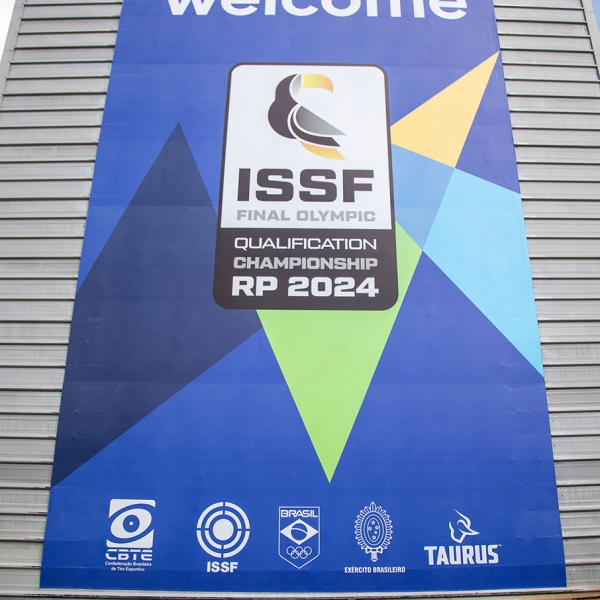 welcome
ISSF
FINAL OLYMPIC
QUALIFICATION
CHAMPIONSHIP
RP 2024
CBTE
Confederação Brasileira
de Tiro Esportivo
ISSF
BRASIL
EXÉRCITO BRASILEIRO
TAURUS